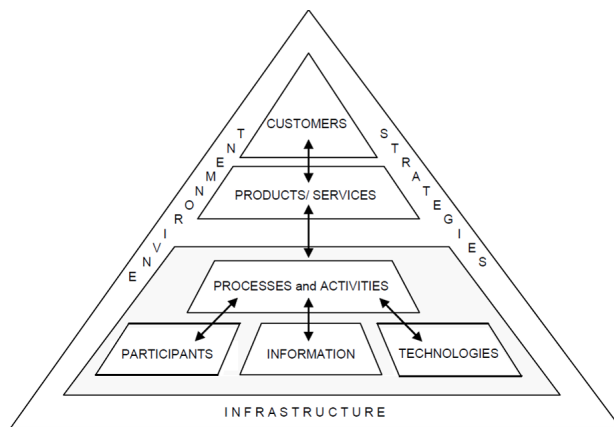 CUSTOMERS
PRODUCTS/ SERVICES
PROCESSES and ACTIVITIES
PARTICIPANTS
INFORMATION
TECHNOLOGIES
ENVIRONMENT
STRATEGIES
INFRASTRUCTURE